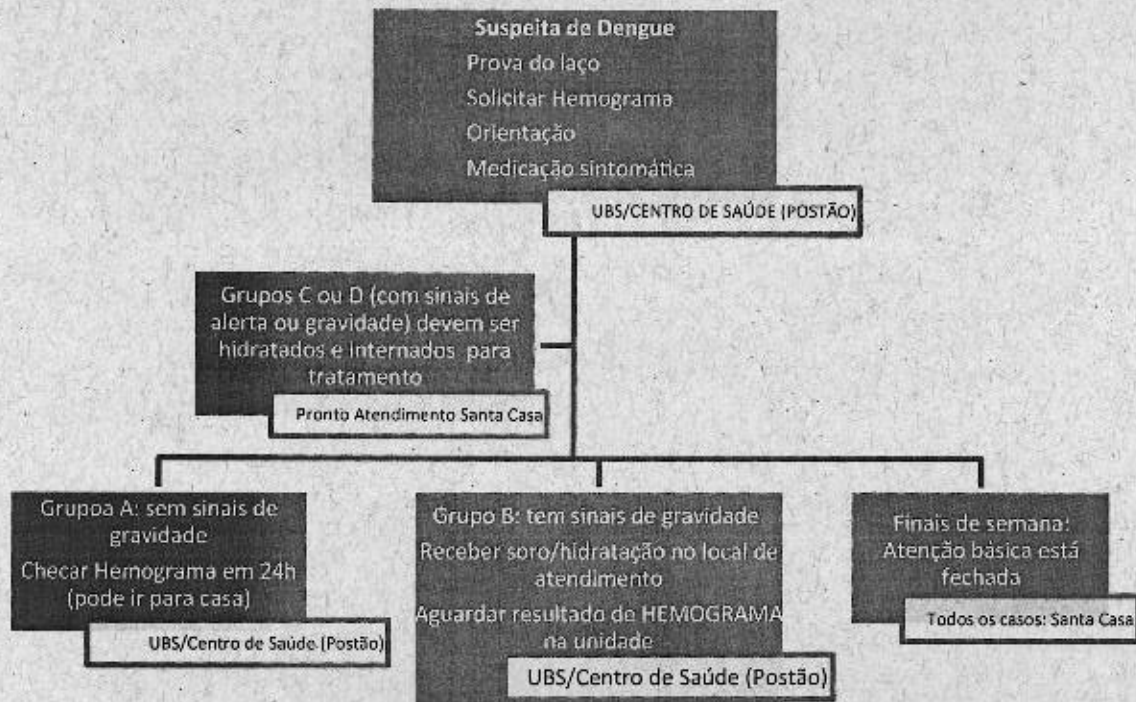 Suspeita de Dengue
Prova do laço
Solicitar Hemograma
Orientação
Medicação sintomática
UBS/CENTRO DE SAÚDE (POSTÃO)
Grupos C ou D (com sinais de
alerta ou gravidade) devem ser
hidratados e internados para
tratamento
Pronto Atendimento Santa Casa
Grupoa A: sem sinais de
gravidade
Checar Hemograma em 24h
(pode ir para casa)
UBS/Centro de Saúde (Postão)
Grupo B: tem sinais de gravidade
Receber soro/hidratação no local de
atendimento
Aguardar resultado de HEMOGRAMA
na unidade
UBS/Centro de Saúde (Postão)
Finais de semana:
Atenção básica está
fechada
Todos os casos: Santa Casa